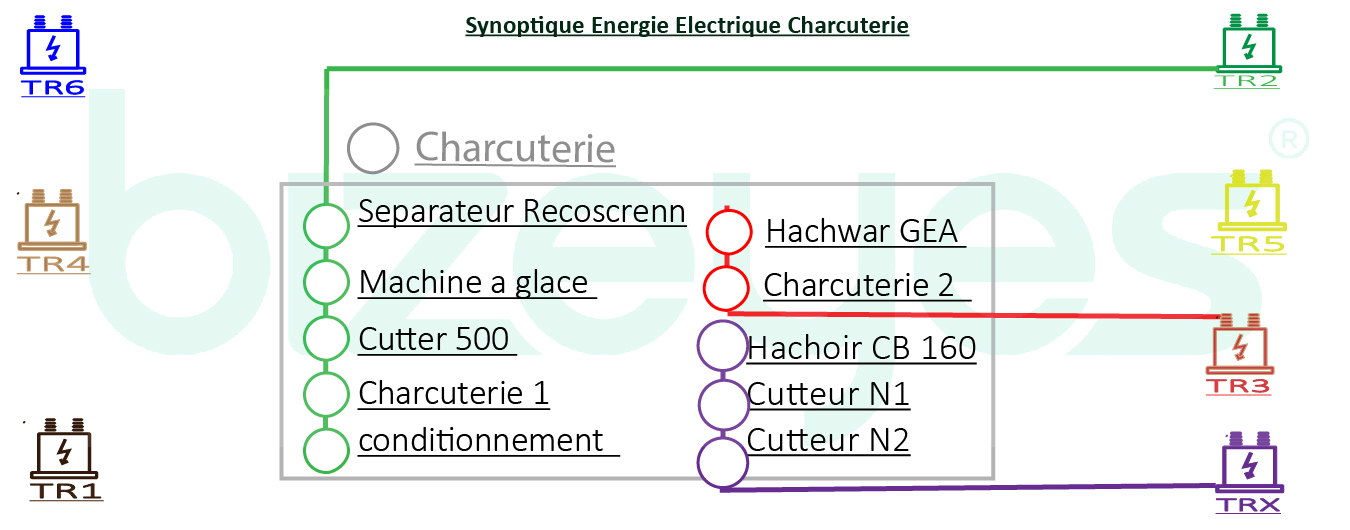 Synoptique Energie Electrique Charcuterie
TR6
TR2
Charcuterie
®
bizeyes
Separateur Recoscrenn
Hachwar GEA
TR4
TR5
Machine a glace
Charcuterie 2
Cutter 500
Hachoir CB 160
TR3
Charcuterie 1
Cutteur N1
conditionnement
Cutteur N2
TR1
TRX